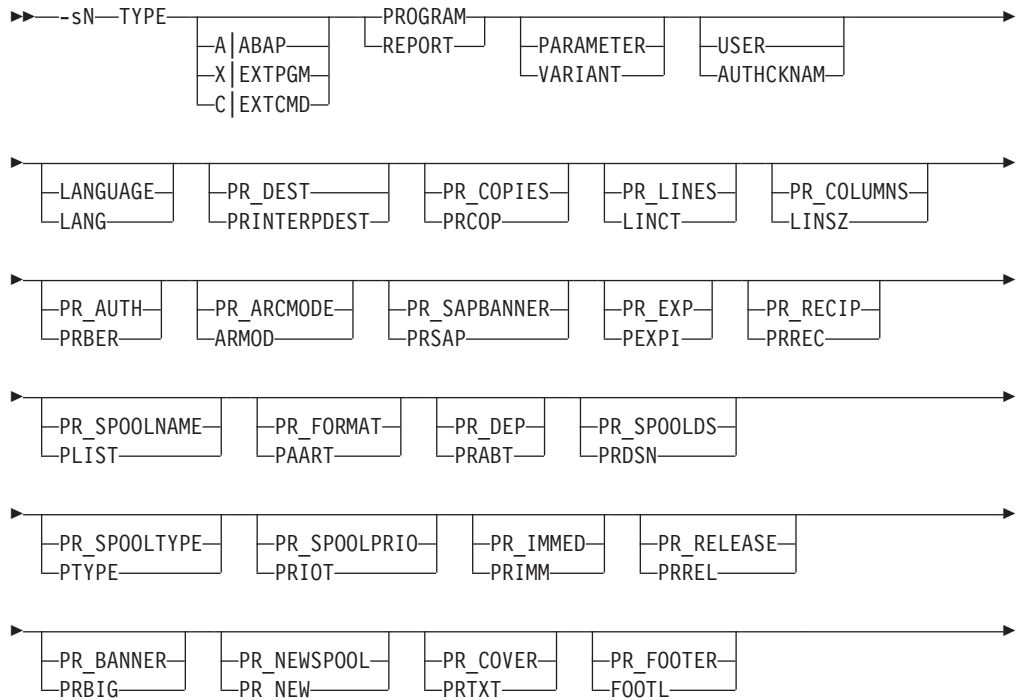 -sN TYPE PROGRAM
A|ABAP REPORT PARAMETER USER
X|EXTPGM VARIANT AUTHCKNAM
C|EXTCMD
LANGUAGE PR_DEST PR_COPIES PR_LINES PR_COLUMNS
LANG PRINTERPDEST PRCOP LINCT LINSZ
PR_AUTH PR_ARCMODE PR_SAPBANNER PR_EXP PR_RECIP
PRBER ARMOD PRSAP PEXPI PRREC
PR_SPOOLNAME PR_FORMAT PR_DEP PR_SPOOLDS
PLIST PAART PRABT PRDSN
PR_SPOOLTYPE PR_SPOOLPRIO PR_IMMED PR_RELEASE
PTYPE PRIOT PRIMM PRREL
PR_BANNER PR_NEWSPOOL PR_COVER PR_FOOTER
PRBIG PR_NEW PRTXT FOOTL